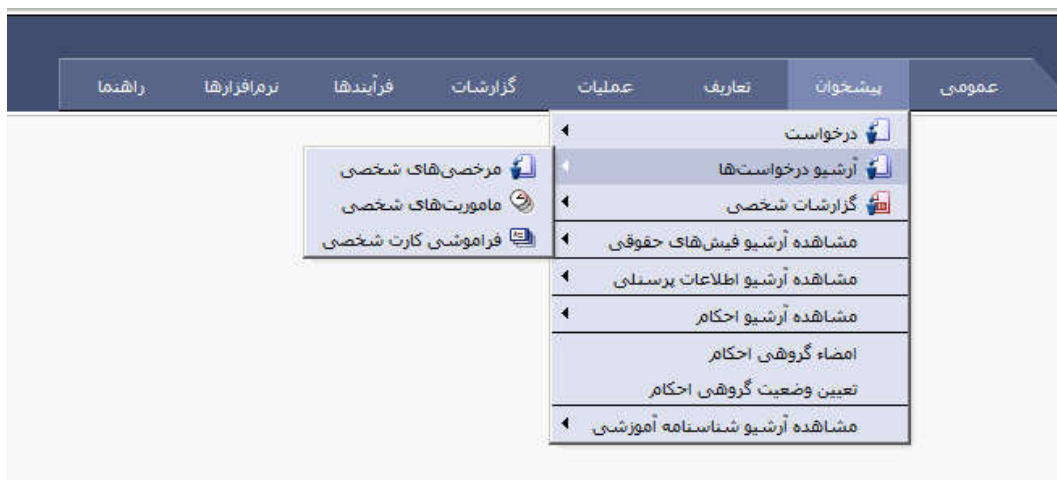 عمومی
پیشخوان
تعاریف
عملیات
گزارشات
فرآیندها
نرم‌افزارها
راهنما
درخواست
آرشیو درخواست‌ها
گزارشات شخصی
مشاهده آرشیو فیش‌های حقوقی
مشاهده آرشیو اطلاعات پرسنلی
مشاهده آرشیو احکام
امضاء گروهی احکام
تعیین وضعیت گروهی احکام
مشاهده آرشیو شناسنامه آموزشی
مرخصی‌های شخصی
ماموریت‌های شخصی
فراموشی کارت شخصی